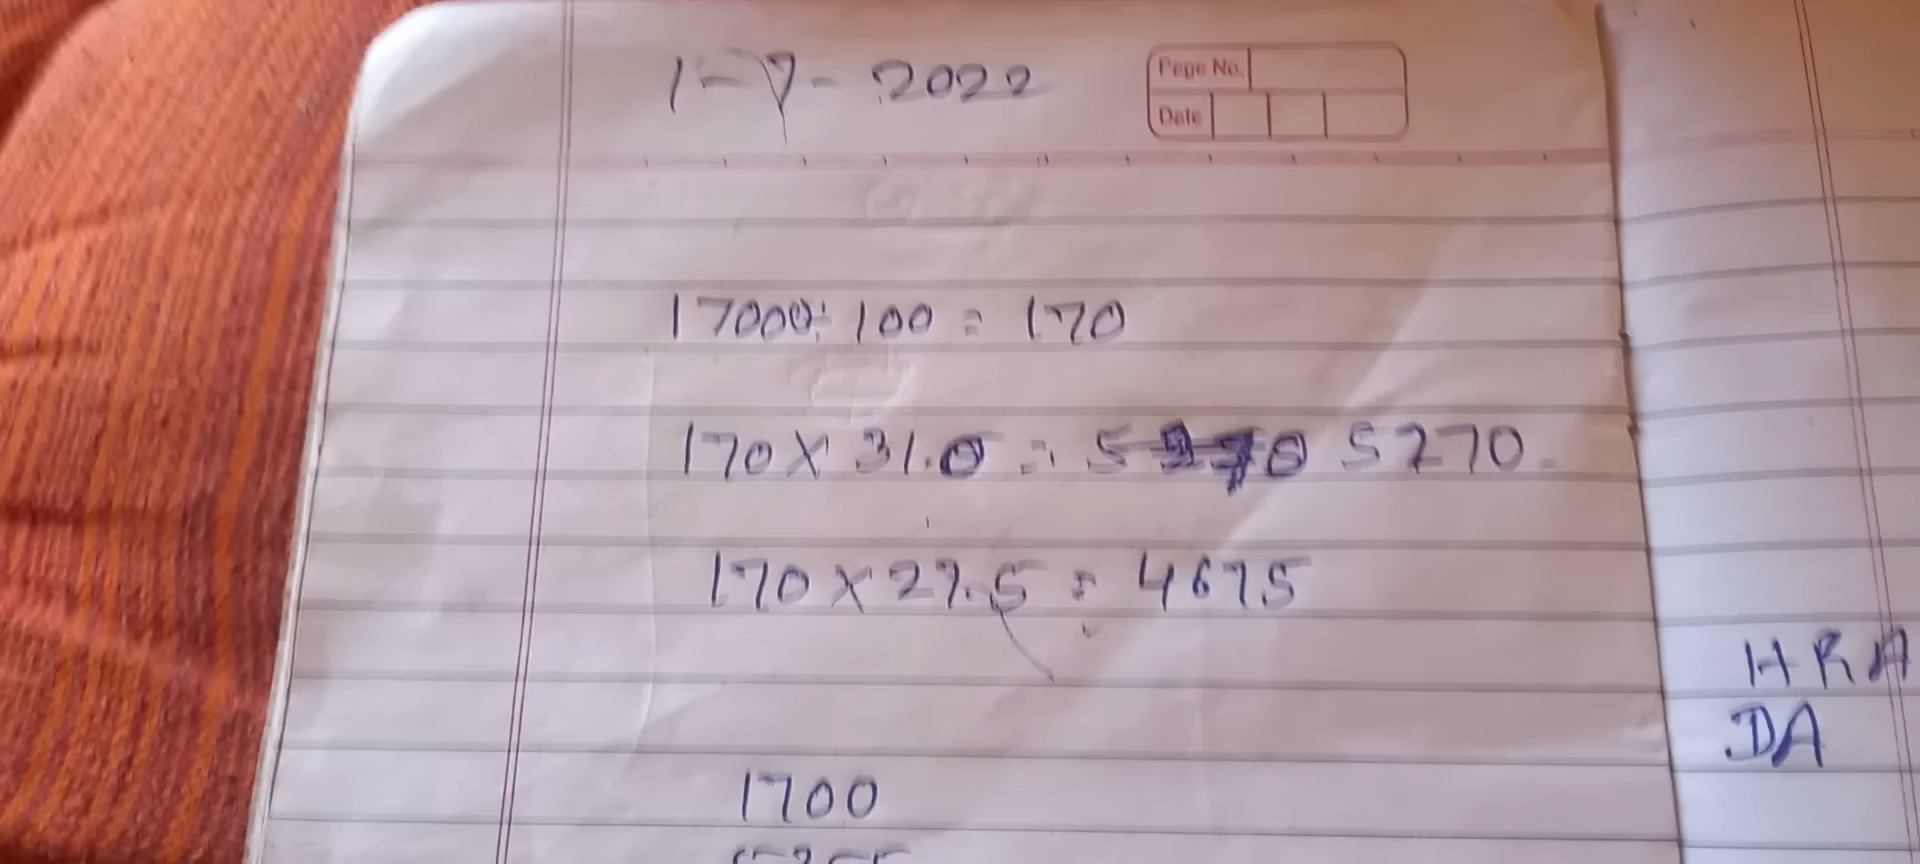 1-7-2022
Page No.
Date
17000÷100 = 170
170 X 31.0 = 5270
170 X 27.5 = 4675
1700
HRA
DA